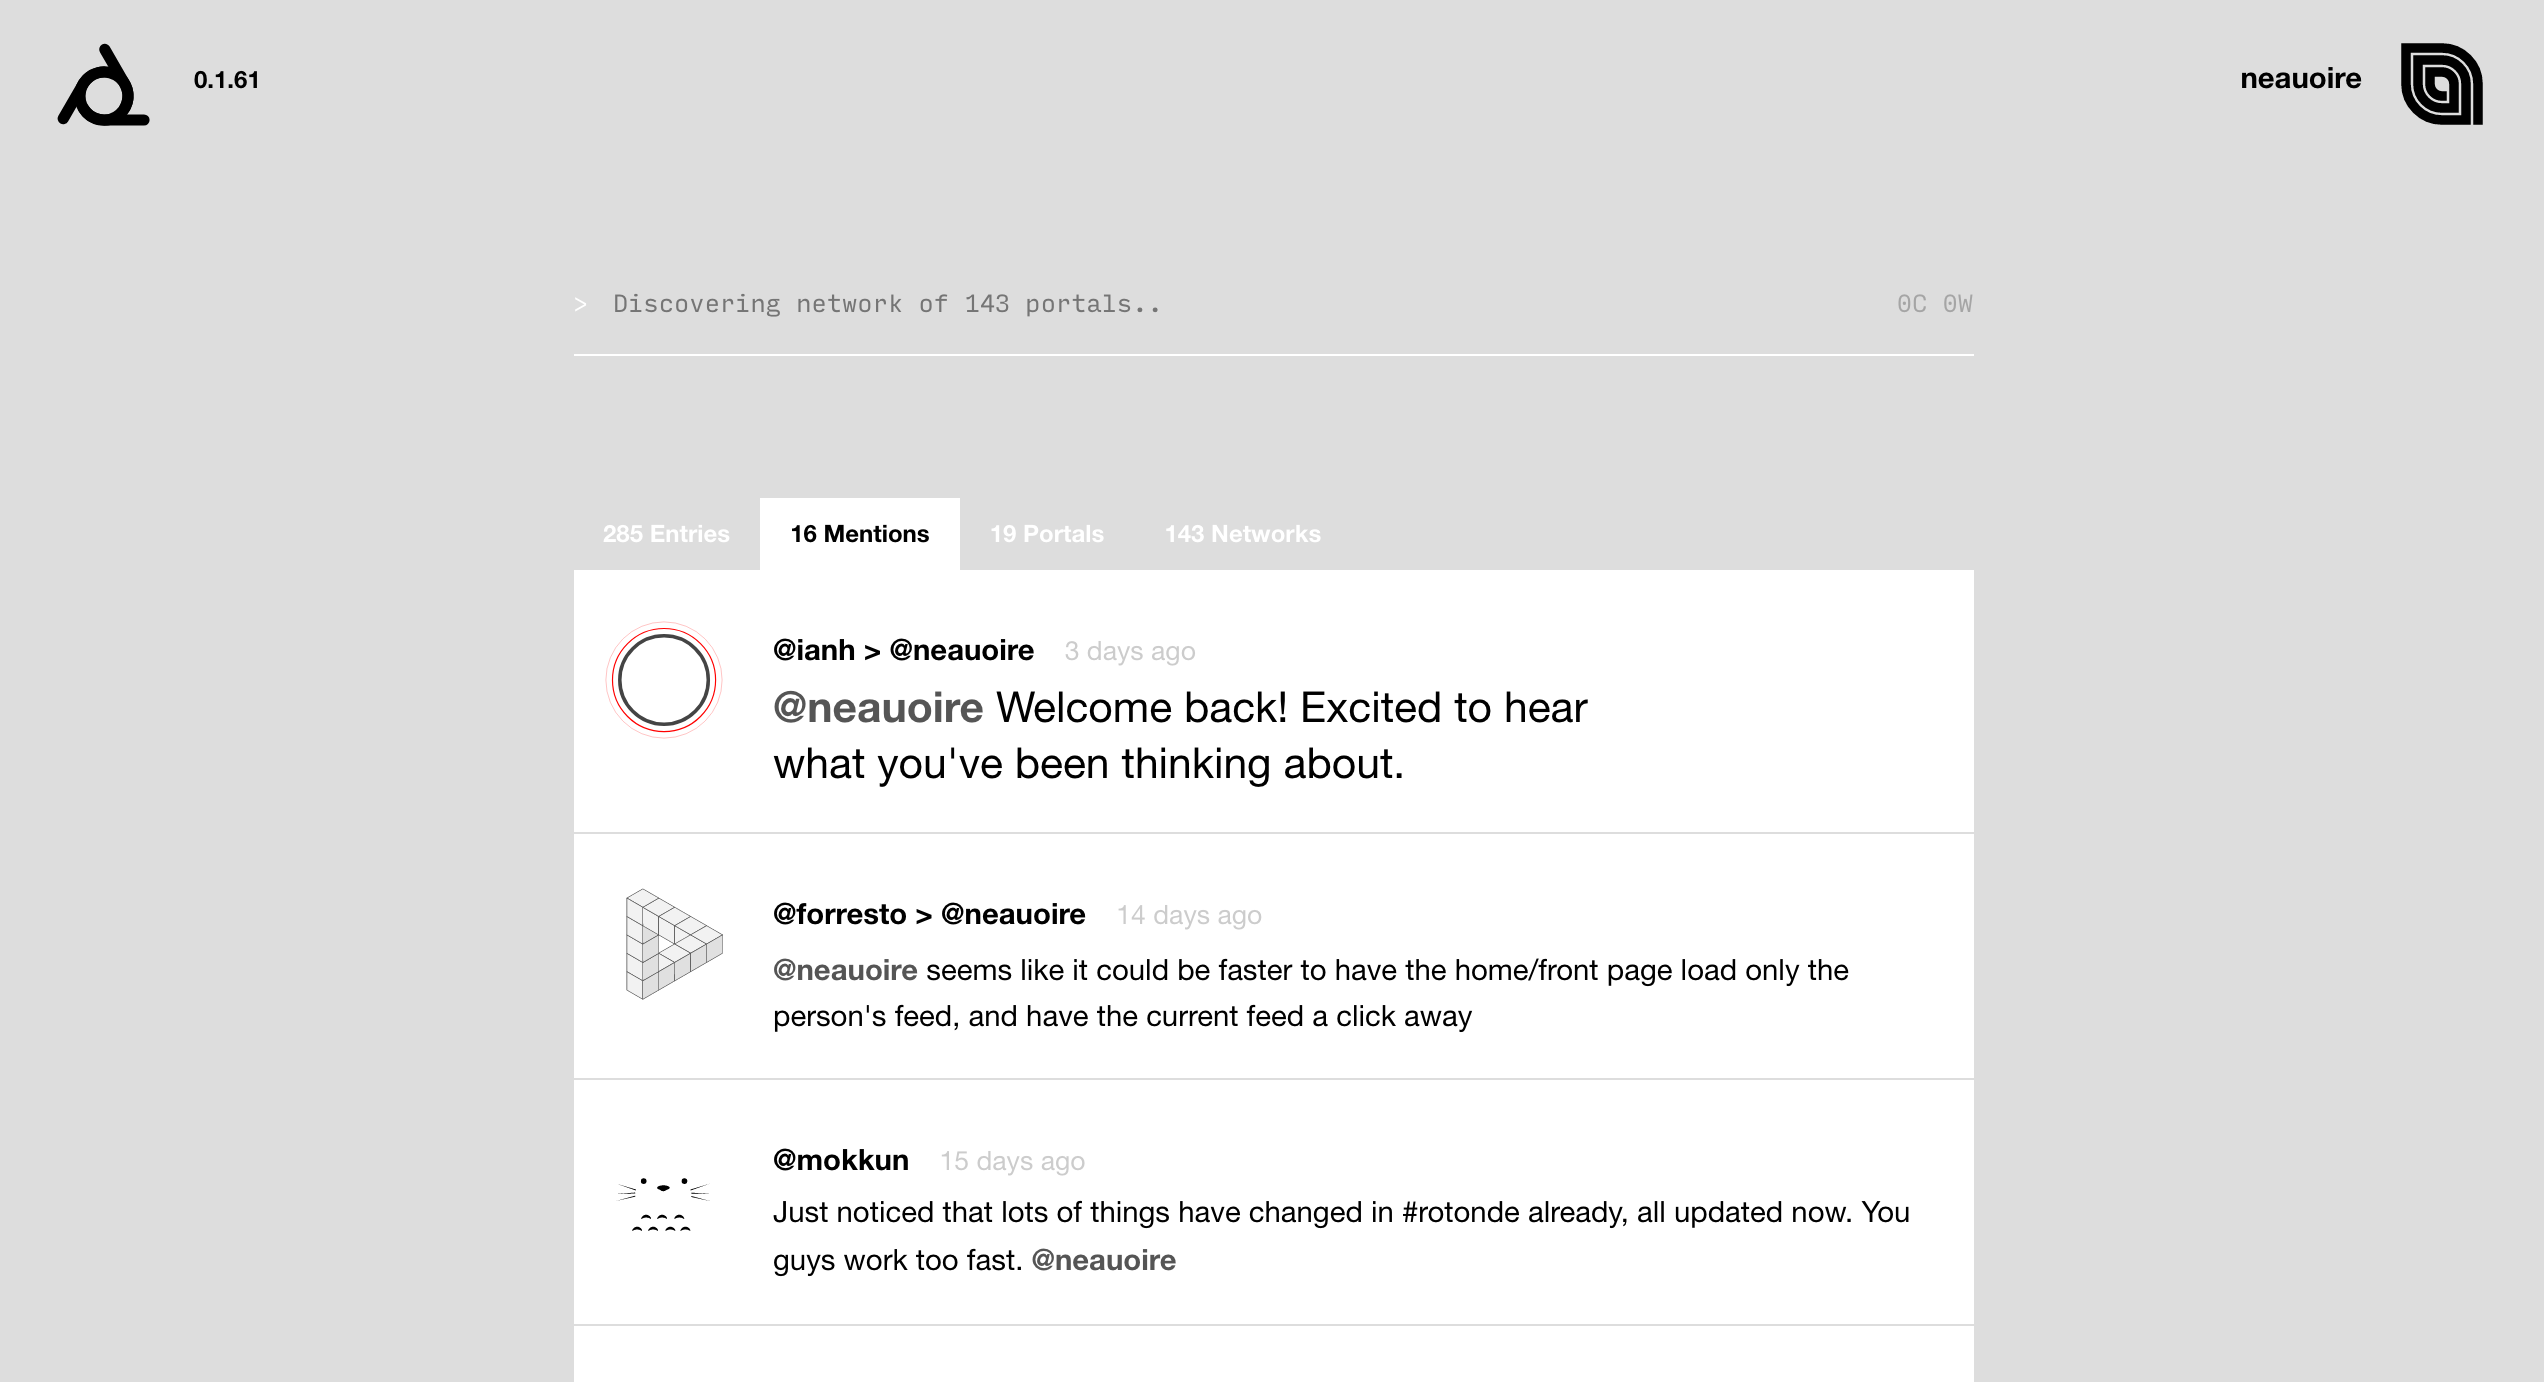 0.1.61
neauoire
> Discovering network of 143 portals.. 0C 0W
285 Entries 16 Mentions 19 Portals 143 Networks
@ianh > @neauoire 3 days ago
@neauoire Welcome back! Excited to hear
what you've been thinking about.
@forresto > @neauoire 14 days ago
@neauoire seems like it could be faster to have the home/front page load only the
person's feed, and have the current feed a click away
@mokkun 15 days ago
Just noticed that lots of things have changed in #rotonde already, all updated now. You
guys work too fast. @neauoire